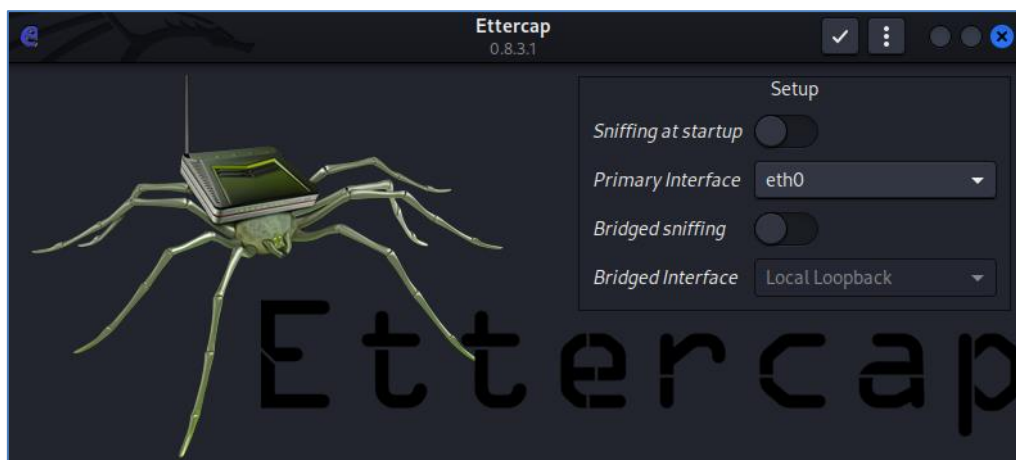 Ettercap
0.8.3.1
Setup
Sniffing at startup
Primary Interface eth0
Bridged sniffing
Bridged Interface Local Loopback
Ettercap